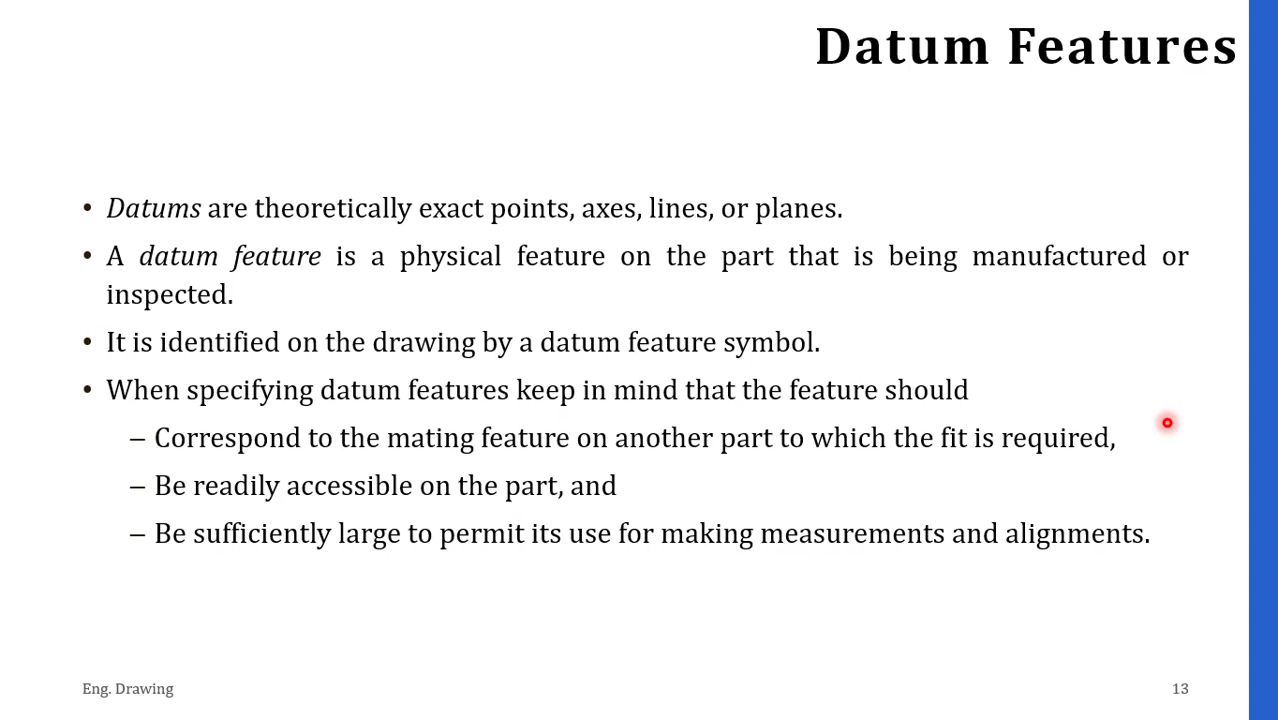 Datum Features
• Datums are theoretically exact points, axes, lines, or planes.
• A datum feature is a physical feature on the part that is being manufactured or
inspected.
• It is identified on the drawing by a datum feature symbol.
• When specifying datum features keep in mind that the feature should
– Correspond to the mating feature on another part to which the fit is required,
– Be readily accessible on the part, and
– Be sufficiently large to permit its use for making measurements and alignments.
Eng. Drawing
13